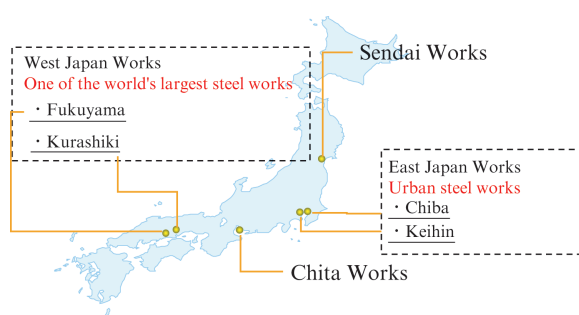 Sendai Works
West Japan Works
One of the world's largest steel works
・Fukuyama
・Kurashiki
East Japan Works
Urban steel works
・Chiba
・Keihin
Chita Works